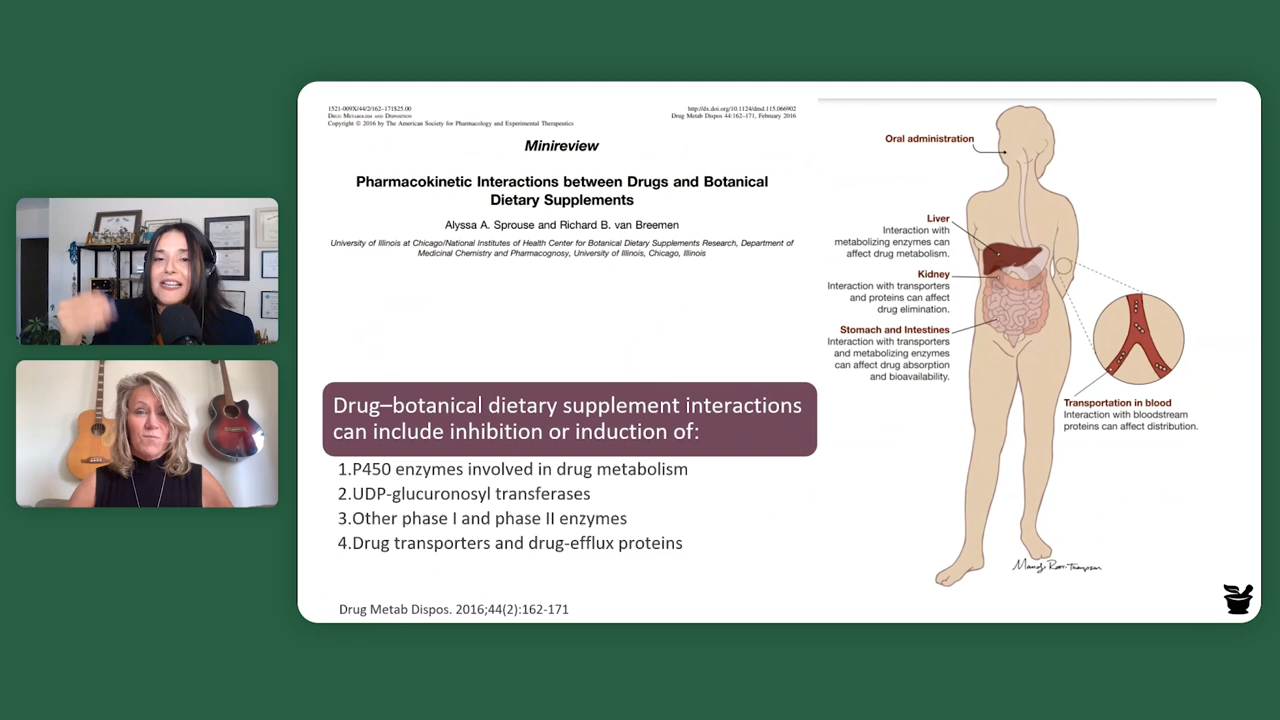 1521-009X/44/2/162–171$25.00
DRUG METABOLISM AND DISPOSITION
Copyright © 2016 by The American Society for Pharmacology and Experimental Therapeutics
http://dx.doi.org/10.1124/dmd.115.066902
Drug Metab Dispos 44:162–171, February 2016
Minireview
Pharmacokinetic Interactions between Drugs and Botanical
Dietary Supplements
Alyssa A. Sprouse and Richard B. van Breemen
University of Illinois at Chicago/National Institutes of Health Center for Botanical Dietary Supplements Research, Department of
Medicinal Chemistry and Pharmacognosy, University of Illinois, Chicago, Illinois
Drug–botanical dietary supplement interactions
can include inhibition or induction of:
1.P450 enzymes involved in drug metabolism
2.UDP-glucuronosyl transferases
3.Other phase I and phase II enzymes
4.Drug transporters and drug-efflux proteins
Drug Metab Dispos. 2016;44(2):162-171
Oral administration
Liver
Interaction with
metabolizing enzymes can
affect drug metabolism.
Kidney
Interaction with transporters
and proteins can affect
drug elimination.
Stomach and Intestines
Interaction with transporters
and metabolizing enzymes
can affect drug absorption
and bioavailability.
Transportation in blood
Interaction with bloodstream
proteins can affect distribution.